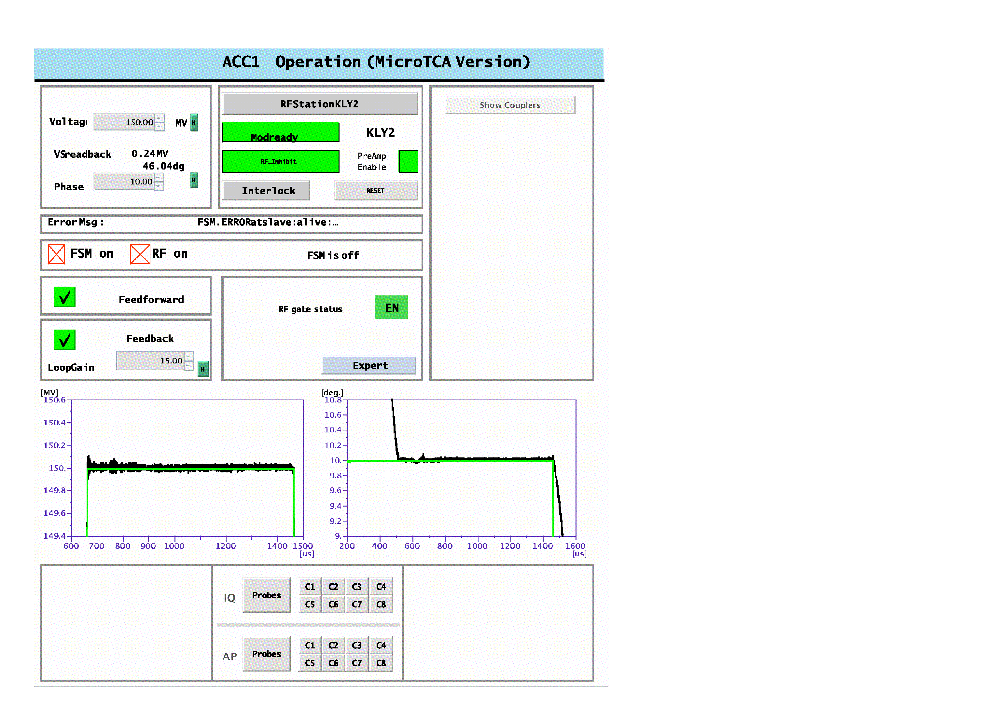 ACC1 Operation (MicroTCA Version)
Voltag 150.00 MV H
VSreadback 0.24MV
46.04dg
Phase 10.00 H
RFStationKLY2
Modready KLY2
RF_Inhibit PreAmp
Enable
Interlock RESET
Show Couplers
Error Msg : FSM.ERRORatslave:alive:...
FSM on RF on FSM is off
Feedforward
Feedback
LoopGain 15.00 H
RF gate status EN
Expert
[MV]
150.6
150.4
150.2
150.
149.8
149.6
149.4
600 700 800 900 1000 1200 1400 1500
[us]
[deg.]
10.8
10.6
10.4
10.2
10.
9.8
9.6
9.4
9.2
9.
200 400 600 800 1000 1200 1400 1600
[us]
IQ Probes C1 C2 C3 C4
C5 C6 C7 C8
AP Probes C1 C2 C3 C4
C5 C6 C7 C8